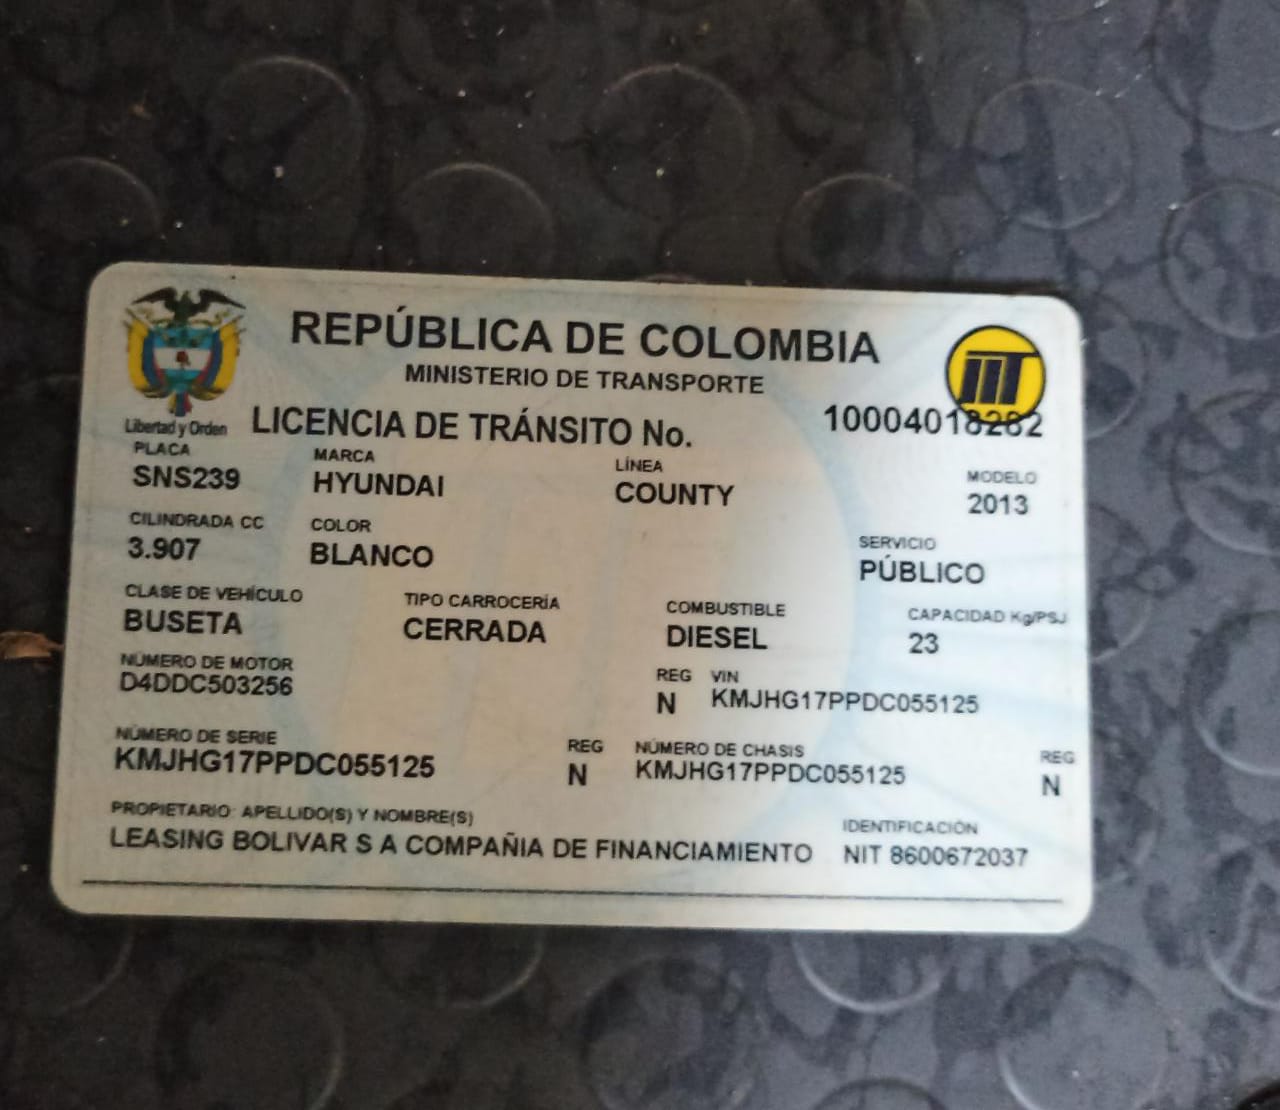 REPÚBLICA DE COLOMBIA
MINISTERIO DE TRANSPORTE
Libertad y Orden
LICENCIA DE TRÁNSITO No. 10004018282
PLACA MARCA LÍNEA MODELO
SNS239 HYUNDAI COUNTY 2013
CILINDRADA CC COLOR SERVICIO
3.907 BLANCO PÚBLICO
CLASE DE VEHÍCULO TIPO CARROCERÍA COMBUSTIBLE CAPACIDAD Kg/PSJ
BUSETA CERRADA DIESEL 23
NÚMERO DE MOTOR REG VIN
D4DDC503256 N KMJHG17PPDC055125
NÚMERO DE SERIE REG NÚMERO DE CHASIS REG
KMJHG17PPDC055125 N KMJHG17PPDC055125 N
PROPIETARIO: APELLIDO(S) Y NOMBRE(S) IDENTIFICACIÓN
LEASING BOLIVAR S A COMPAÑIA DE FINANCIAMIENTO NIT 8600672037